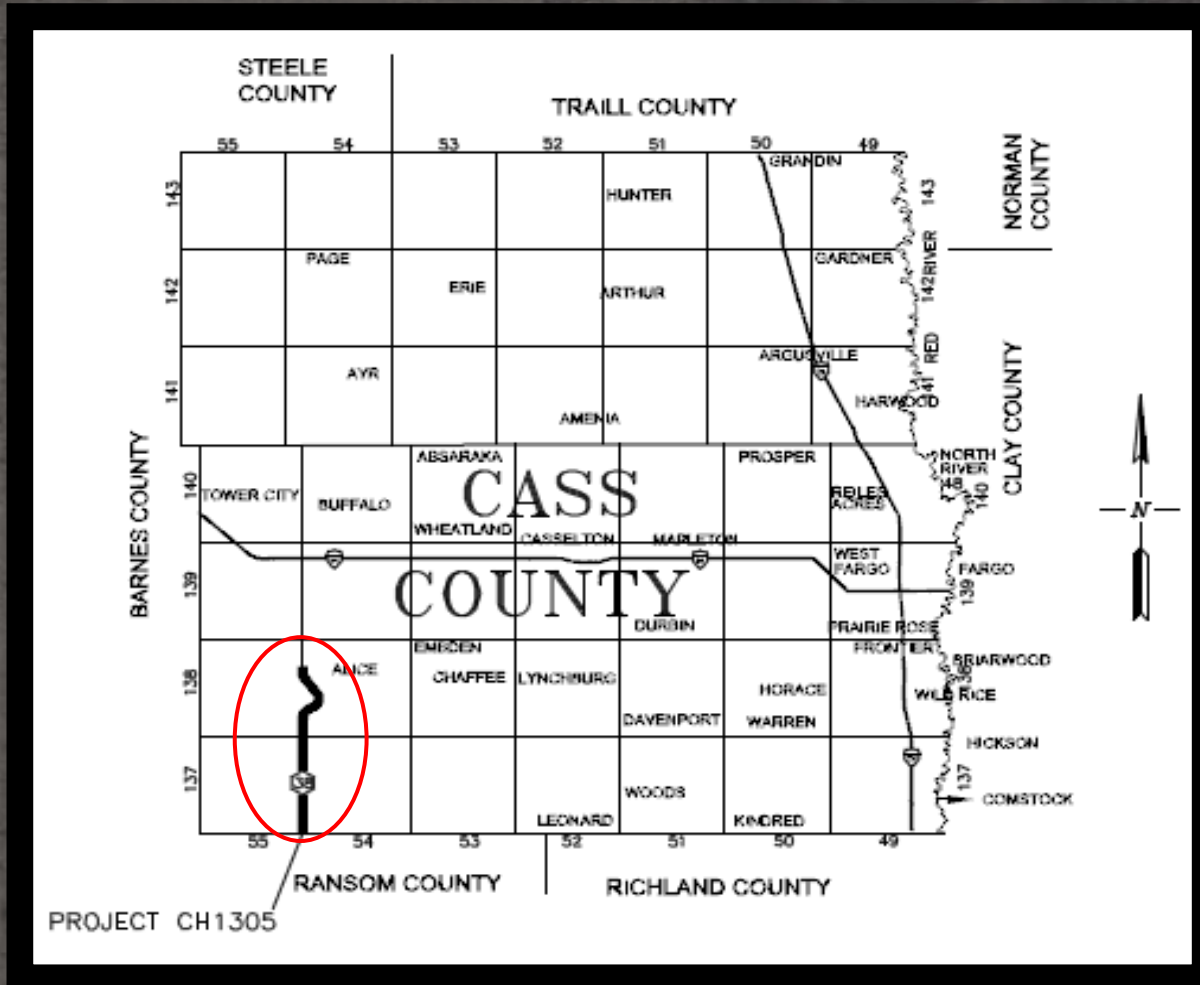 STEELE
COUNTY
TRAILL COUNTY
55 54 53 52 51 50 49
GRANDIN
NORMAN
COUNTY
143
HUNTER
143
PAGE
GARDNER
RIVER
142
ERIE
ARTHUR
142
RED
ARGUSVILLE
AYR
141
HARWOOD
141
AMENIA
CLAY COUNTY
BARNES COUNTY
ABSARAKA
PROSPER
NORTH
RIVER
48
140
TOWER CITY
BUFFALO
CASS
REILES
ACRES
140
WHEATLAND
CASSELTON
MAPLETON
WEST
FARGO
FARGO
N
139
COUNTY
139
DURBIN
PRAIRIE ROSE
EMBDEN
FRONTIER
BRIARWOOD
ALICE
138
CHAFFEE
LYNCHBURG
HORACE
138
WILD RICE
DAVENPORT
WARREN
HICKSON
137
38
WOODS
137
COMSTOCK
LEONARD
KINDRED
55 54 53 52 51 50 49
RANSOM COUNTY
RICHLAND COUNTY
PROJECT CH1305